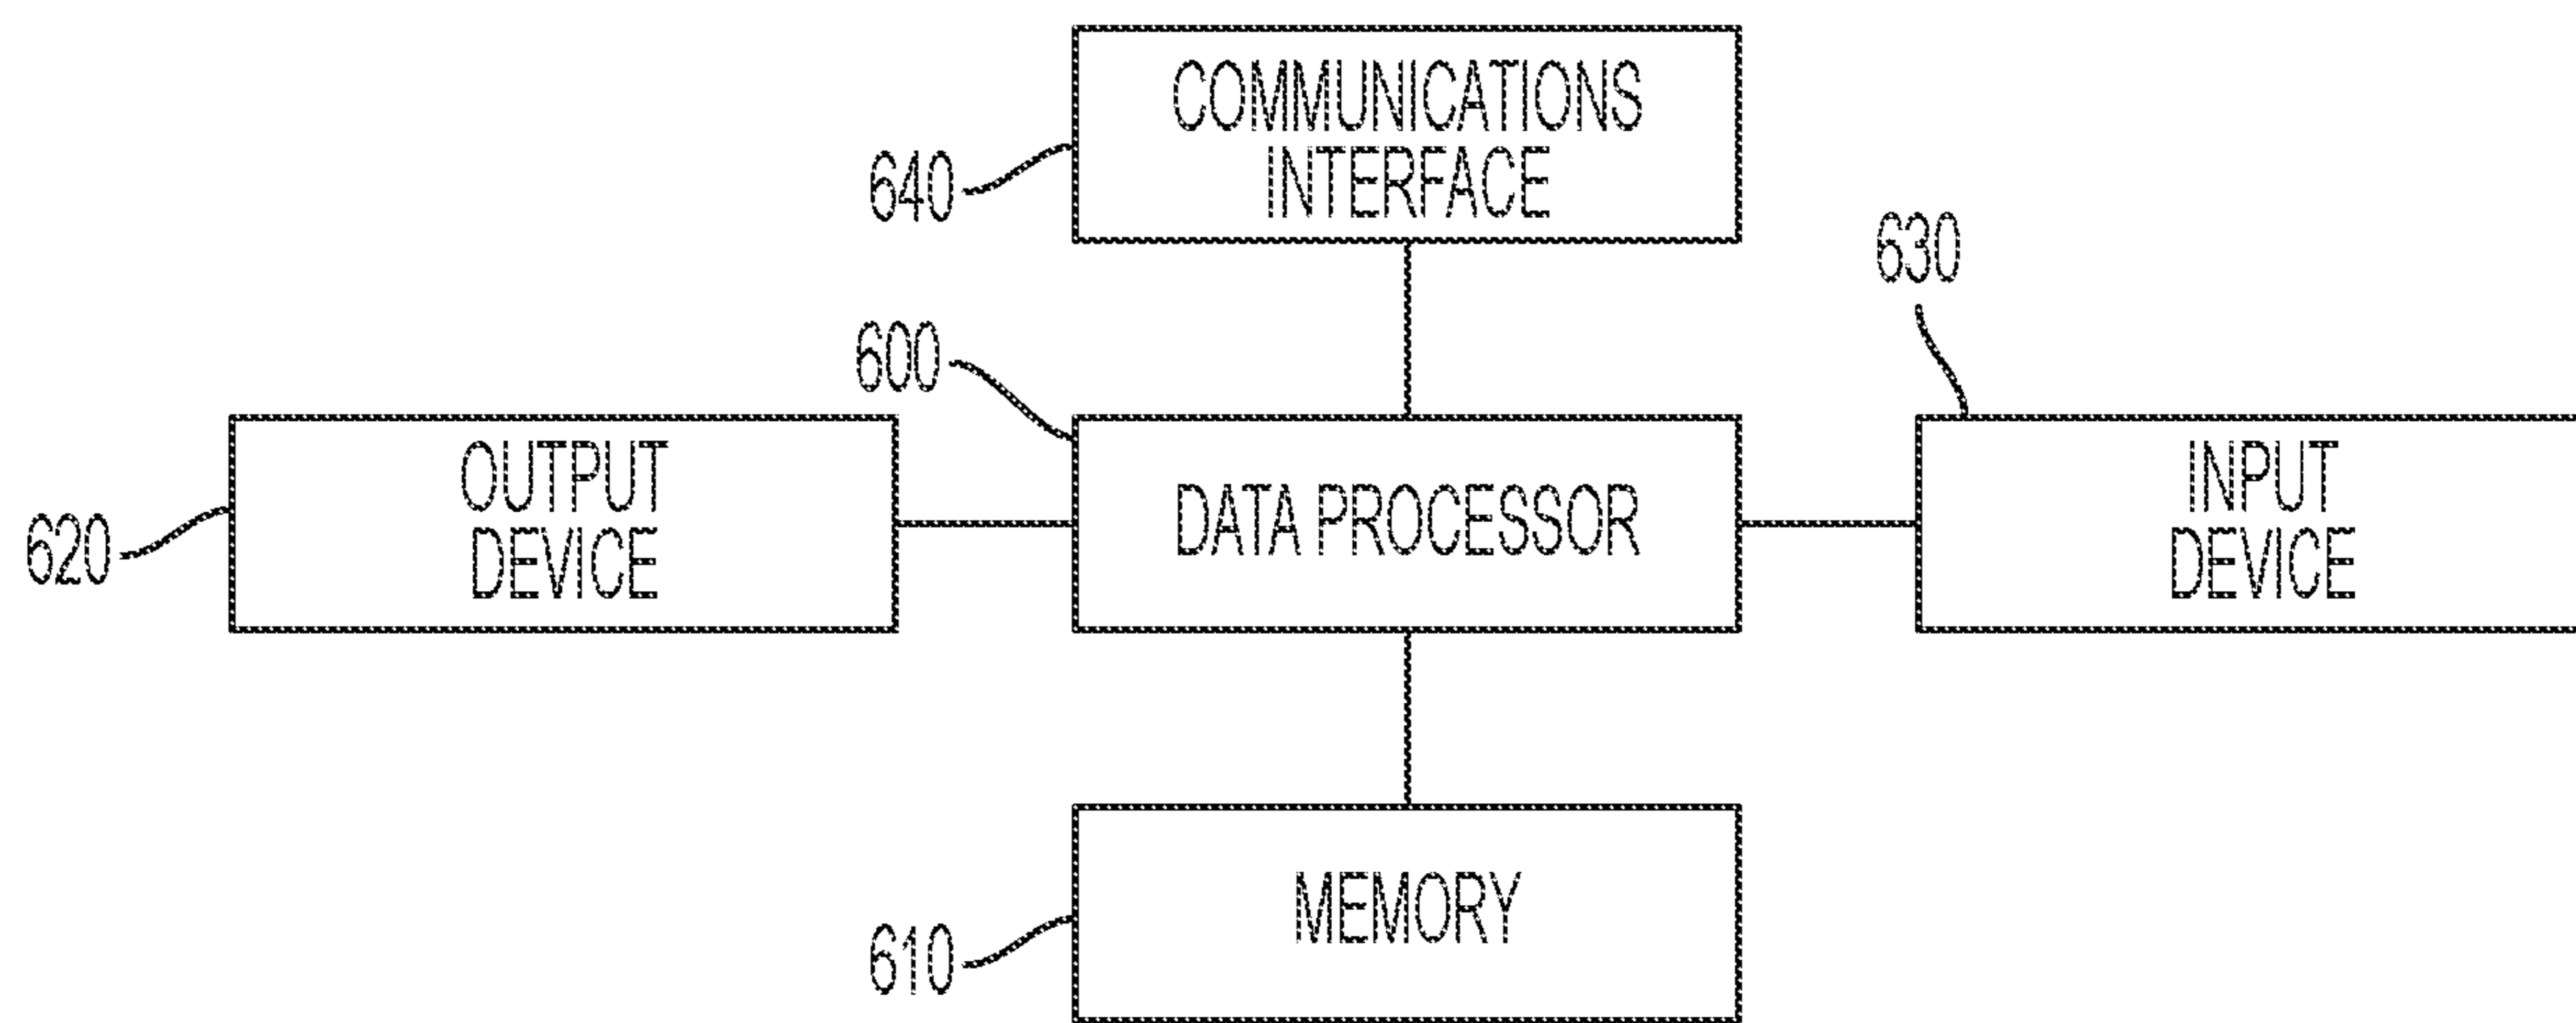 COMMUNICATIONS
INTERFACE
640
630
600
OUTPUT
DEVICE
620
DATA PROCESSOR
INPUT
DEVICE
MEMORY
610